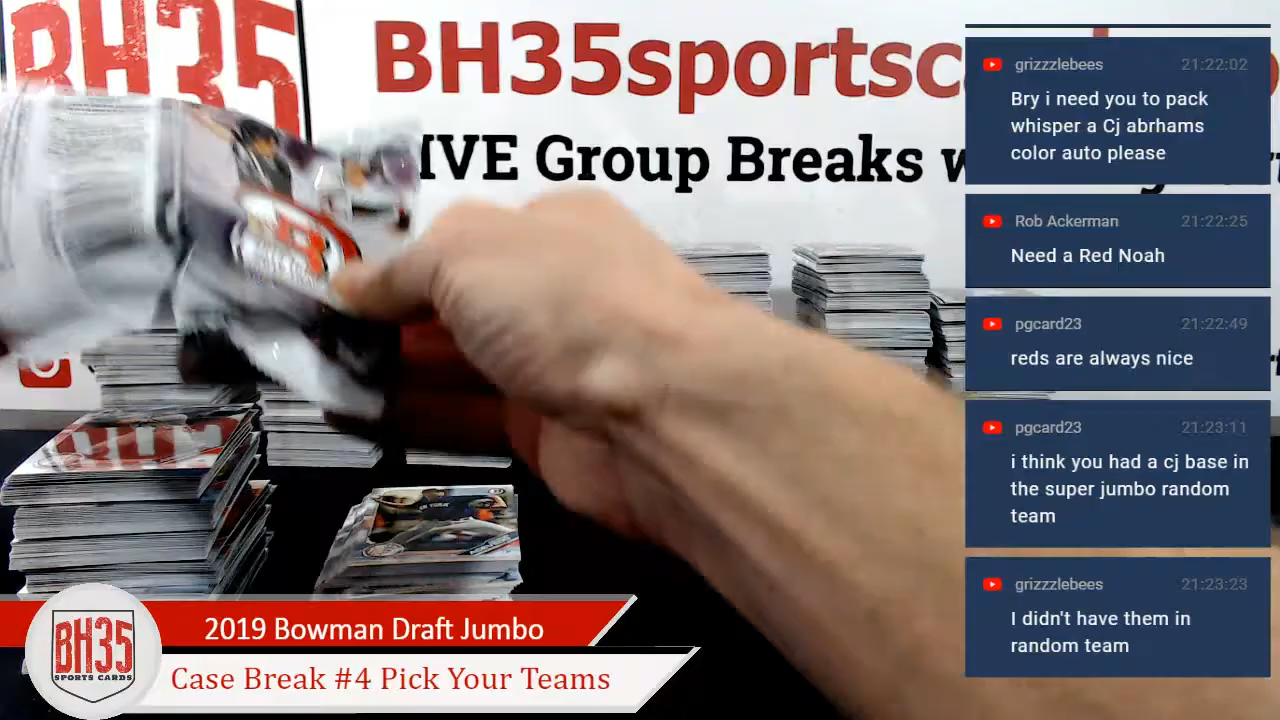 BH35
BH35sportsc
LIVE Group Breaks w
grizzzlebees 21:22:02
Bry i need you to pack
whisper a Cj abrhams
color auto please
Rob Ackerman 21:22:25
Need a Red Noah
pgcard23 21:22:49
reds are always nice
pgcard23 21:23:11
i think you had a cj base in
the super jumbo random
team
grizzzlebees 21:23:23
I didn't have them in
random team
BH35
SPORTS CARDS
2019 Bowman Draft Jumbo
Case Break #4 Pick Your Teams